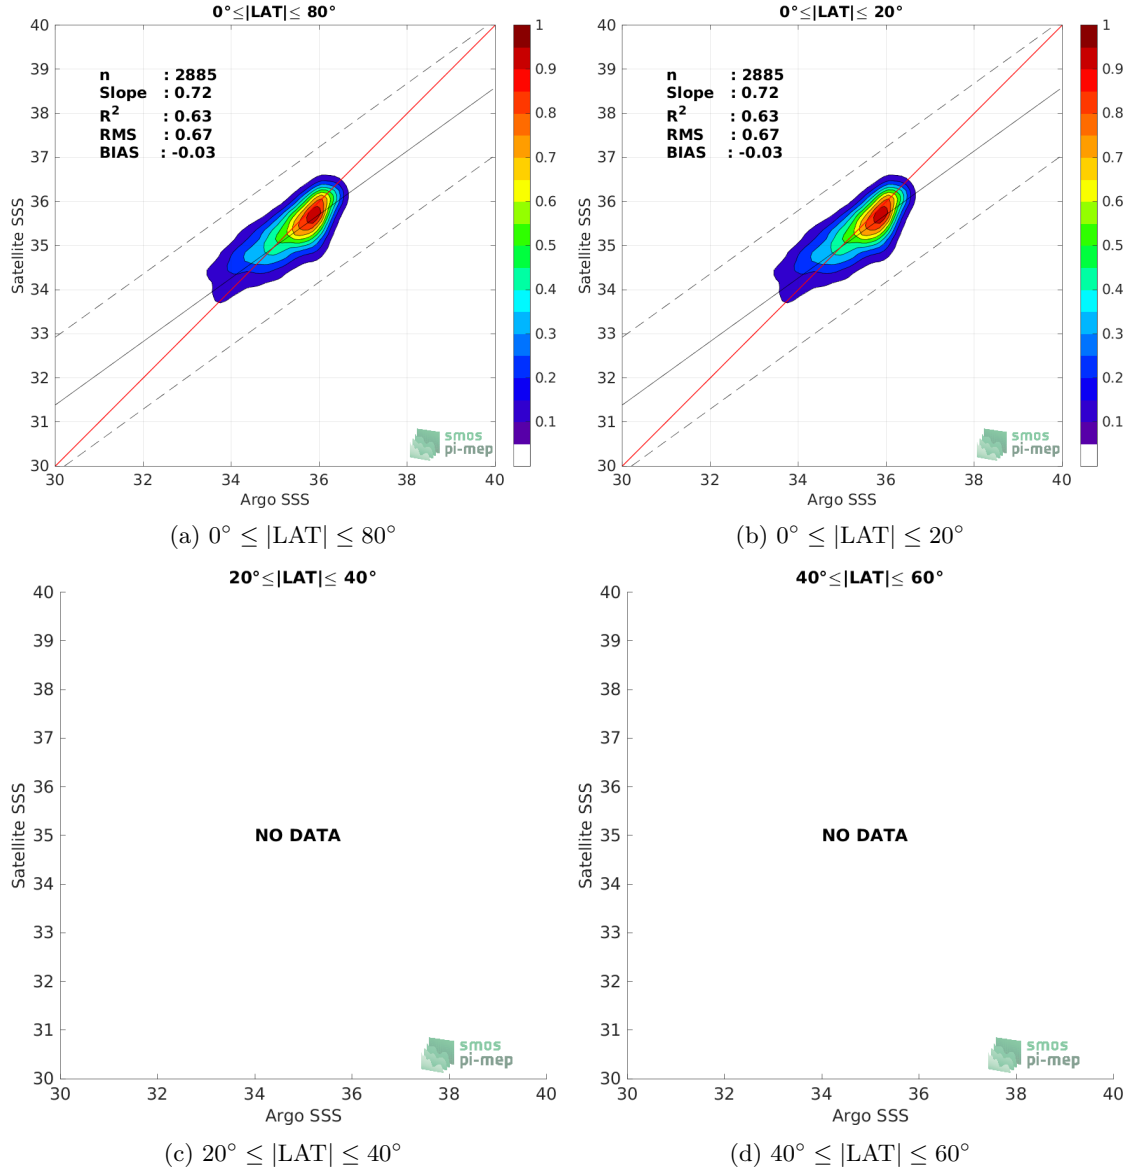 0°≤|LAT|≤ 80°
40
39
38
37
36
35
34
33
32
31
30
Satellite SSS
n : 2885
Slope : 0.72
R² : 0.63
RMS : 0.67
BIAS : -0.03
smos
pi-mep
30 32 34 36 38 40
Argo SSS
1
0.9
0.8
0.7
0.6
0.5
0.4
0.3
0.2
0.1
(a) 0° ≤ |LAT| ≤ 80°
0°≤|LAT|≤ 20°
40
39
38
37
36
35
34
33
32
31
30
Satellite SSS
n : 2885
Slope : 0.72
R² : 0.63
RMS : 0.67
BIAS : -0.03
smos
pi-mep
30 32 34 36 38 40
Argo SSS
1
0.9
0.8
0.7
0.6
0.5
0.4
0.3
0.2
0.1
(b) 0° ≤ |LAT| ≤ 20°
20°≤|LAT|≤ 40°
40
39
38
37
36
35
34
33
32
31
30
Satellite SSS
NO DATA
smos
pi-mep
30 32 34 36 38 40
Argo SSS
(c) 20° ≤ |LAT| ≤ 40°
40°≤|LAT|≤ 60°
40
39
38
37
36
35
34
33
32
31
30
Satellite SSS
NO DATA
smos
pi-mep
30 32 34 36 38 40
Argo SSS
(d) 40° ≤ |LAT| ≤ 60°